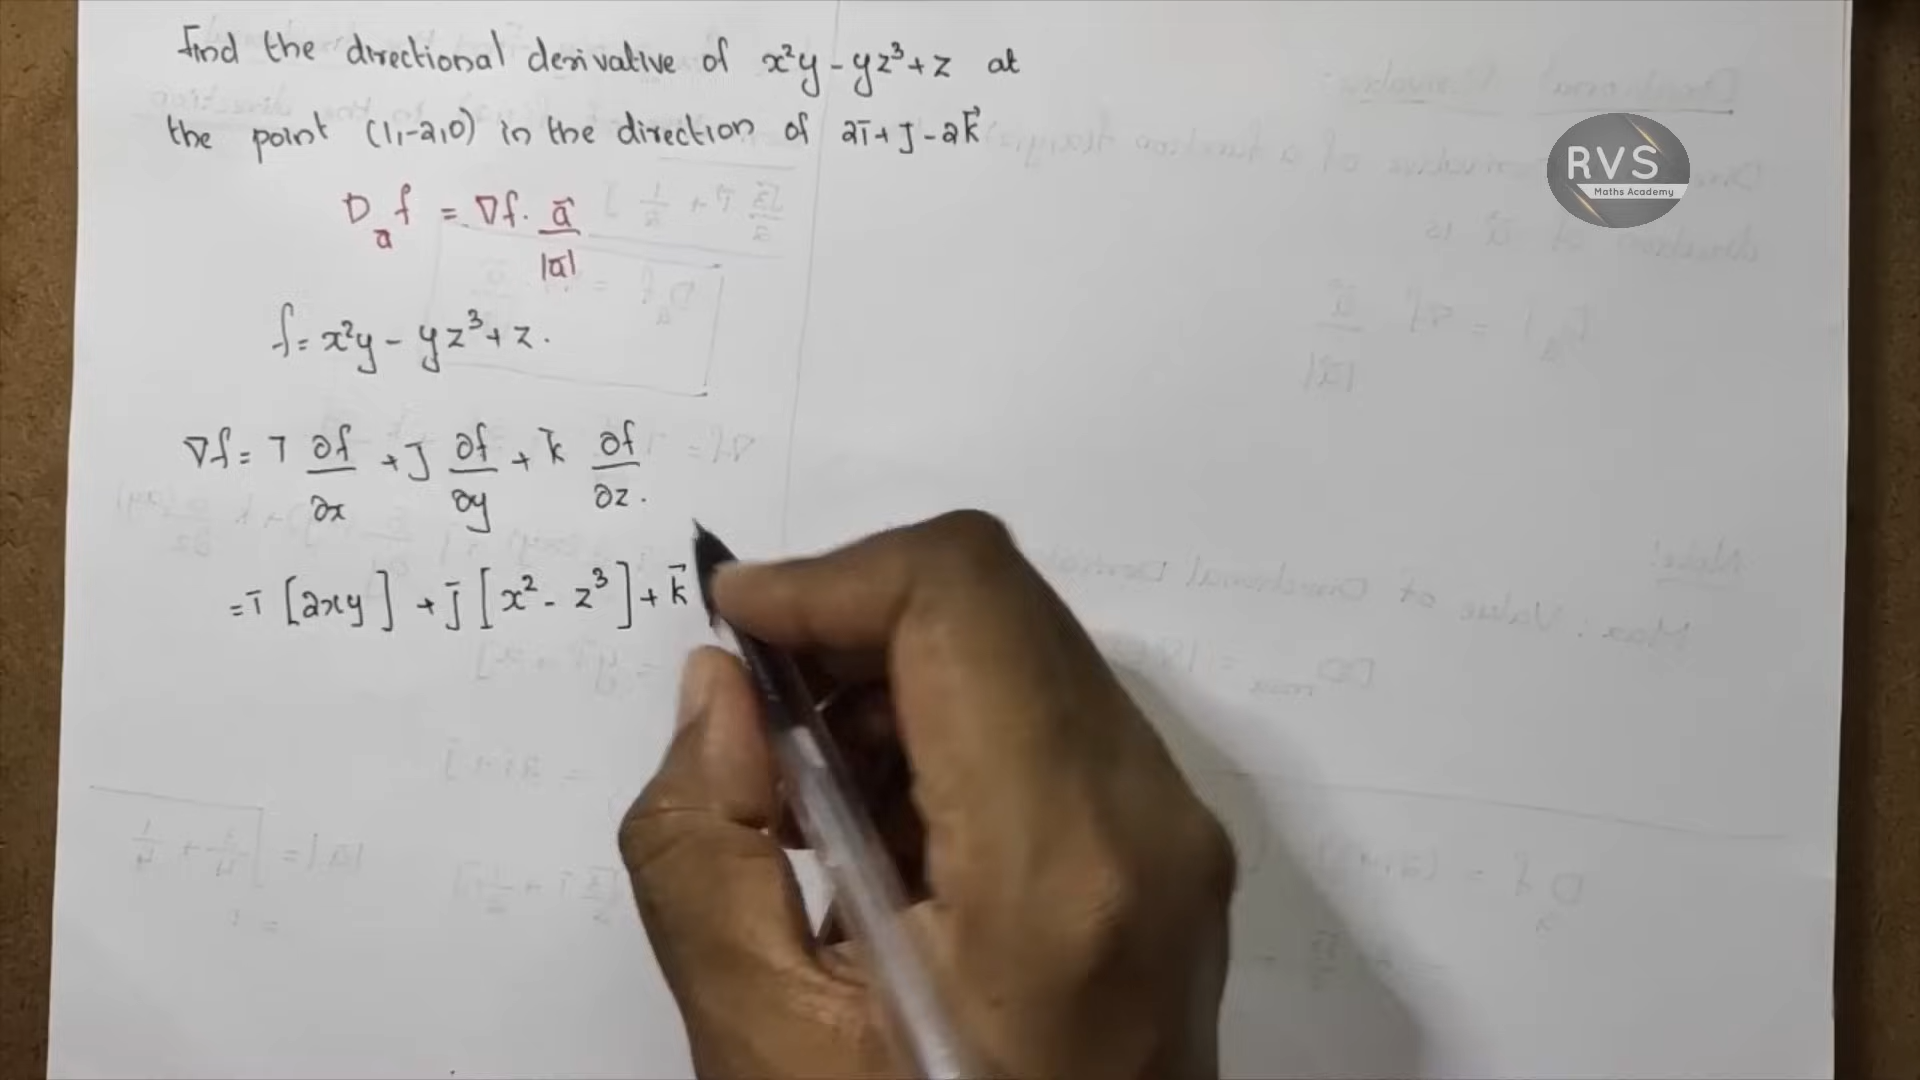 Find the directional derivative of x²y - yz³ + z at
the point (1,-2,0) in the direction of 2i̅ + j̅ - 2k⃗
D_a̅ f = ∇f · a⃗/|a̅|
f = x²y - yz³ + z.
∇f = i̅ ∂f/∂x + j̅ ∂f/∂y + k̅ ∂f/∂z.
= i̅ [2xy] + j̅ [x² - z³] + k⃗
RVS
Maths Academy